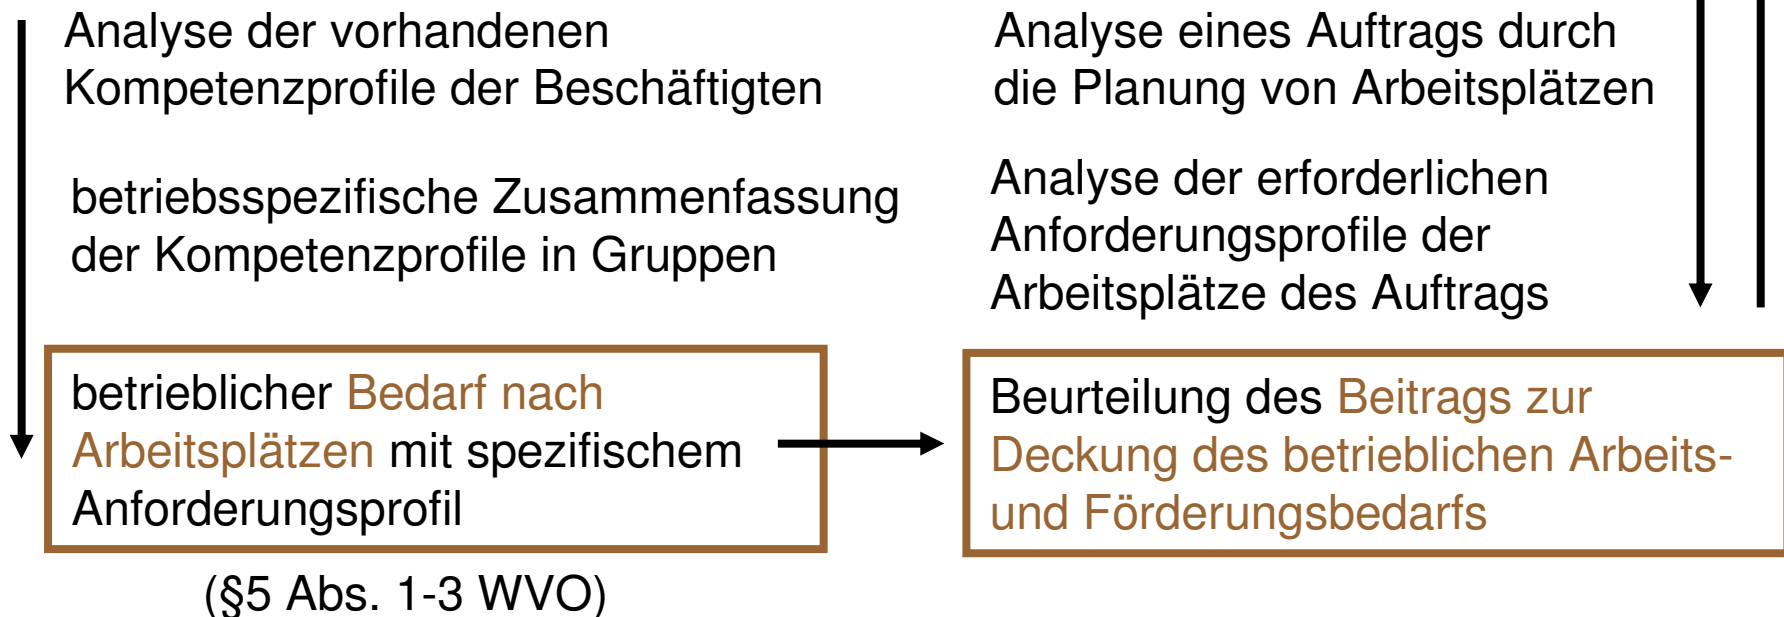 Analyse der vorhandenen
Kompetenzprofile der Beschäftigten
betriebsspezifische Zusammenfassung
der Kompetenzprofile in Gruppen
betrieblicher Bedarf nach
Arbeitsplätzen mit spezifischem
Anforderungsprofil
(§5 Abs. 1-3 WVO)
Analyse eines Auftrags durch
die Planung von Arbeitsplätzen
Analyse der erforderlichen
Anforderungsprofile der
Arbeitsplätze des Auftrags
Beurteilung des Beitrags zur
Deckung des betrieblichen Arbeits-
und Förderungsbedarfs